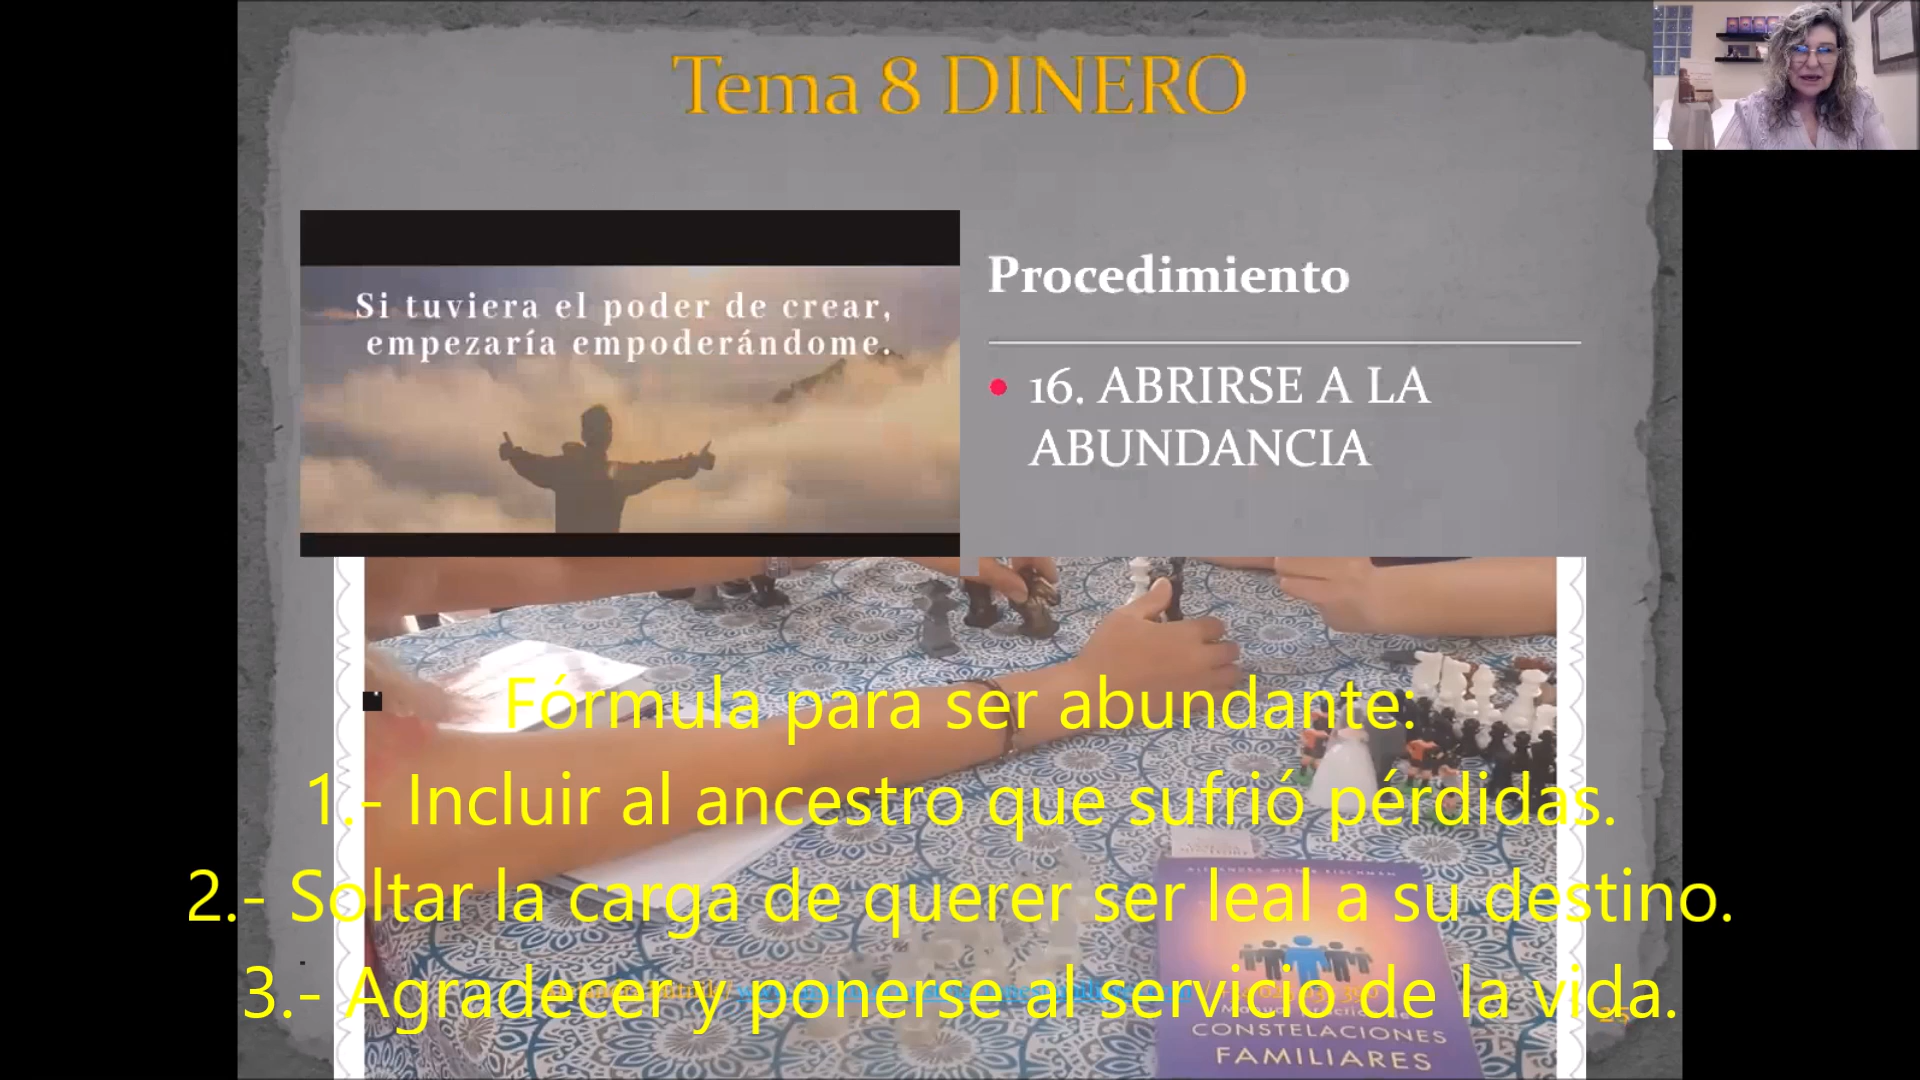 Tema 8 DINERO
Si tuviera el poder de crear,
empezaría empoderándome.
Procedimiento
16. ABRIRSE A LA
ABUNDANCIA
Fórmula para ser abundante:
1.- Incluir al ancestro que sufrió pérdidas.
2.- Soltar la carga de querer ser leal a su destino.
3.- Agradecer y ponerse al servicio de la vida.
CONSTELACIONES
FAMILIARES